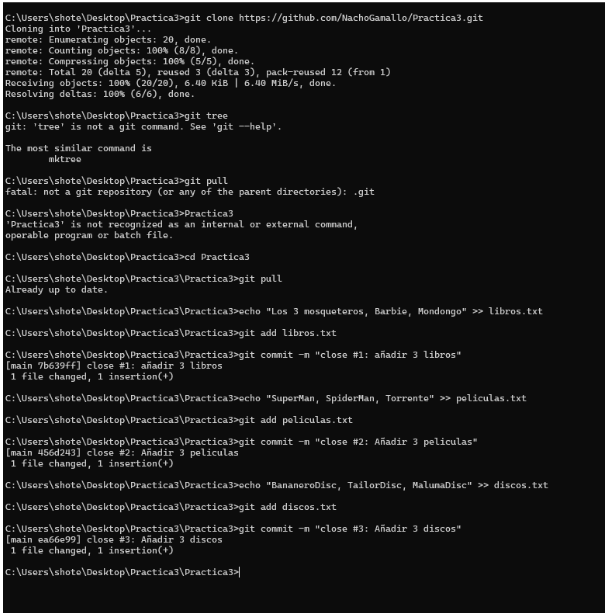 C:\Users\shote\Desktop\Practica3>git clone https://github.com/NachoGamallo/Practica3.git
Cloning into 'Practica3'...
remote: Enumerating objects: 20, done.
remote: Counting objects: 100% (8/8), done.
remote: Compressing objects: 100% (5/5), done.
remote: Total 20 (delta 5), reused 3 (delta 3), pack-reused 12 (from 1)
Receiving objects: 100% (20/20), 6.40 KiB | 6.40 MiB/s, done.
Resolving deltas: 100% (6/6), done.
C:\Users\shote\Desktop\Practica3>git tree
git: 'tree' is not a git command. See 'git --help'.
The most similar command is
mktree
C:\Users\shote\Desktop\Practica3>git pull
fatal: not a git repository (or any of the parent directories): .git
C:\Users\shote\Desktop\Practica3>Practica3
'Practica3' is not recognized as an internal or external command,
operable program or batch file.
C:\Users\shote\Desktop\Practica3>cd Practica3
C:\Users\shote\Desktop\Practica3\Practica3>git pull
Already up to date.
C:\Users\shote\Desktop\Practica3\Practica3>echo "Los 3 mosqueteros, Barbie, Mondongo" >> libros.txt
C:\Users\shote\Desktop\Practica3\Practica3>git add libros.txt
C:\Users\shote\Desktop\Practica3\Practica3>git commit -m "close #1: añadir 3 libros"
[main 7b639ff] close #1: añadir 3 libros
1 file changed, 1 insertion(+)
C:\Users\shote\Desktop\Practica3\Practica3>echo "SuperMan, SpiderMan, Torrente" >> peliculas.txt
C:\Users\shote\Desktop\Practica3\Practica3>git add peliculas.txt
C:\Users\shote\Desktop\Practica3\Practica3>git commit -m "close #2: Añadir 3 peliculas"
[main 456d243] close #2: Añadir 3 peliculas
1 file changed, 1 insertion(+)
C:\Users\shote\Desktop\Practica3\Practica3>echo "BananeroDisc, TailorDisc, MalumaDisc" >> discos.txt
C:\Users\shote\Desktop\Practica3\Practica3>git add discos.txt
C:\Users\shote\Desktop\Practica3\Practica3>git commit -m "close #3: Añadir 3 discos"
[main ea66e99] close #3: Añadir 3 discos
1 file changed, 1 insertion(+)
C:\Users\shote\Desktop\Practica3\Practica3>